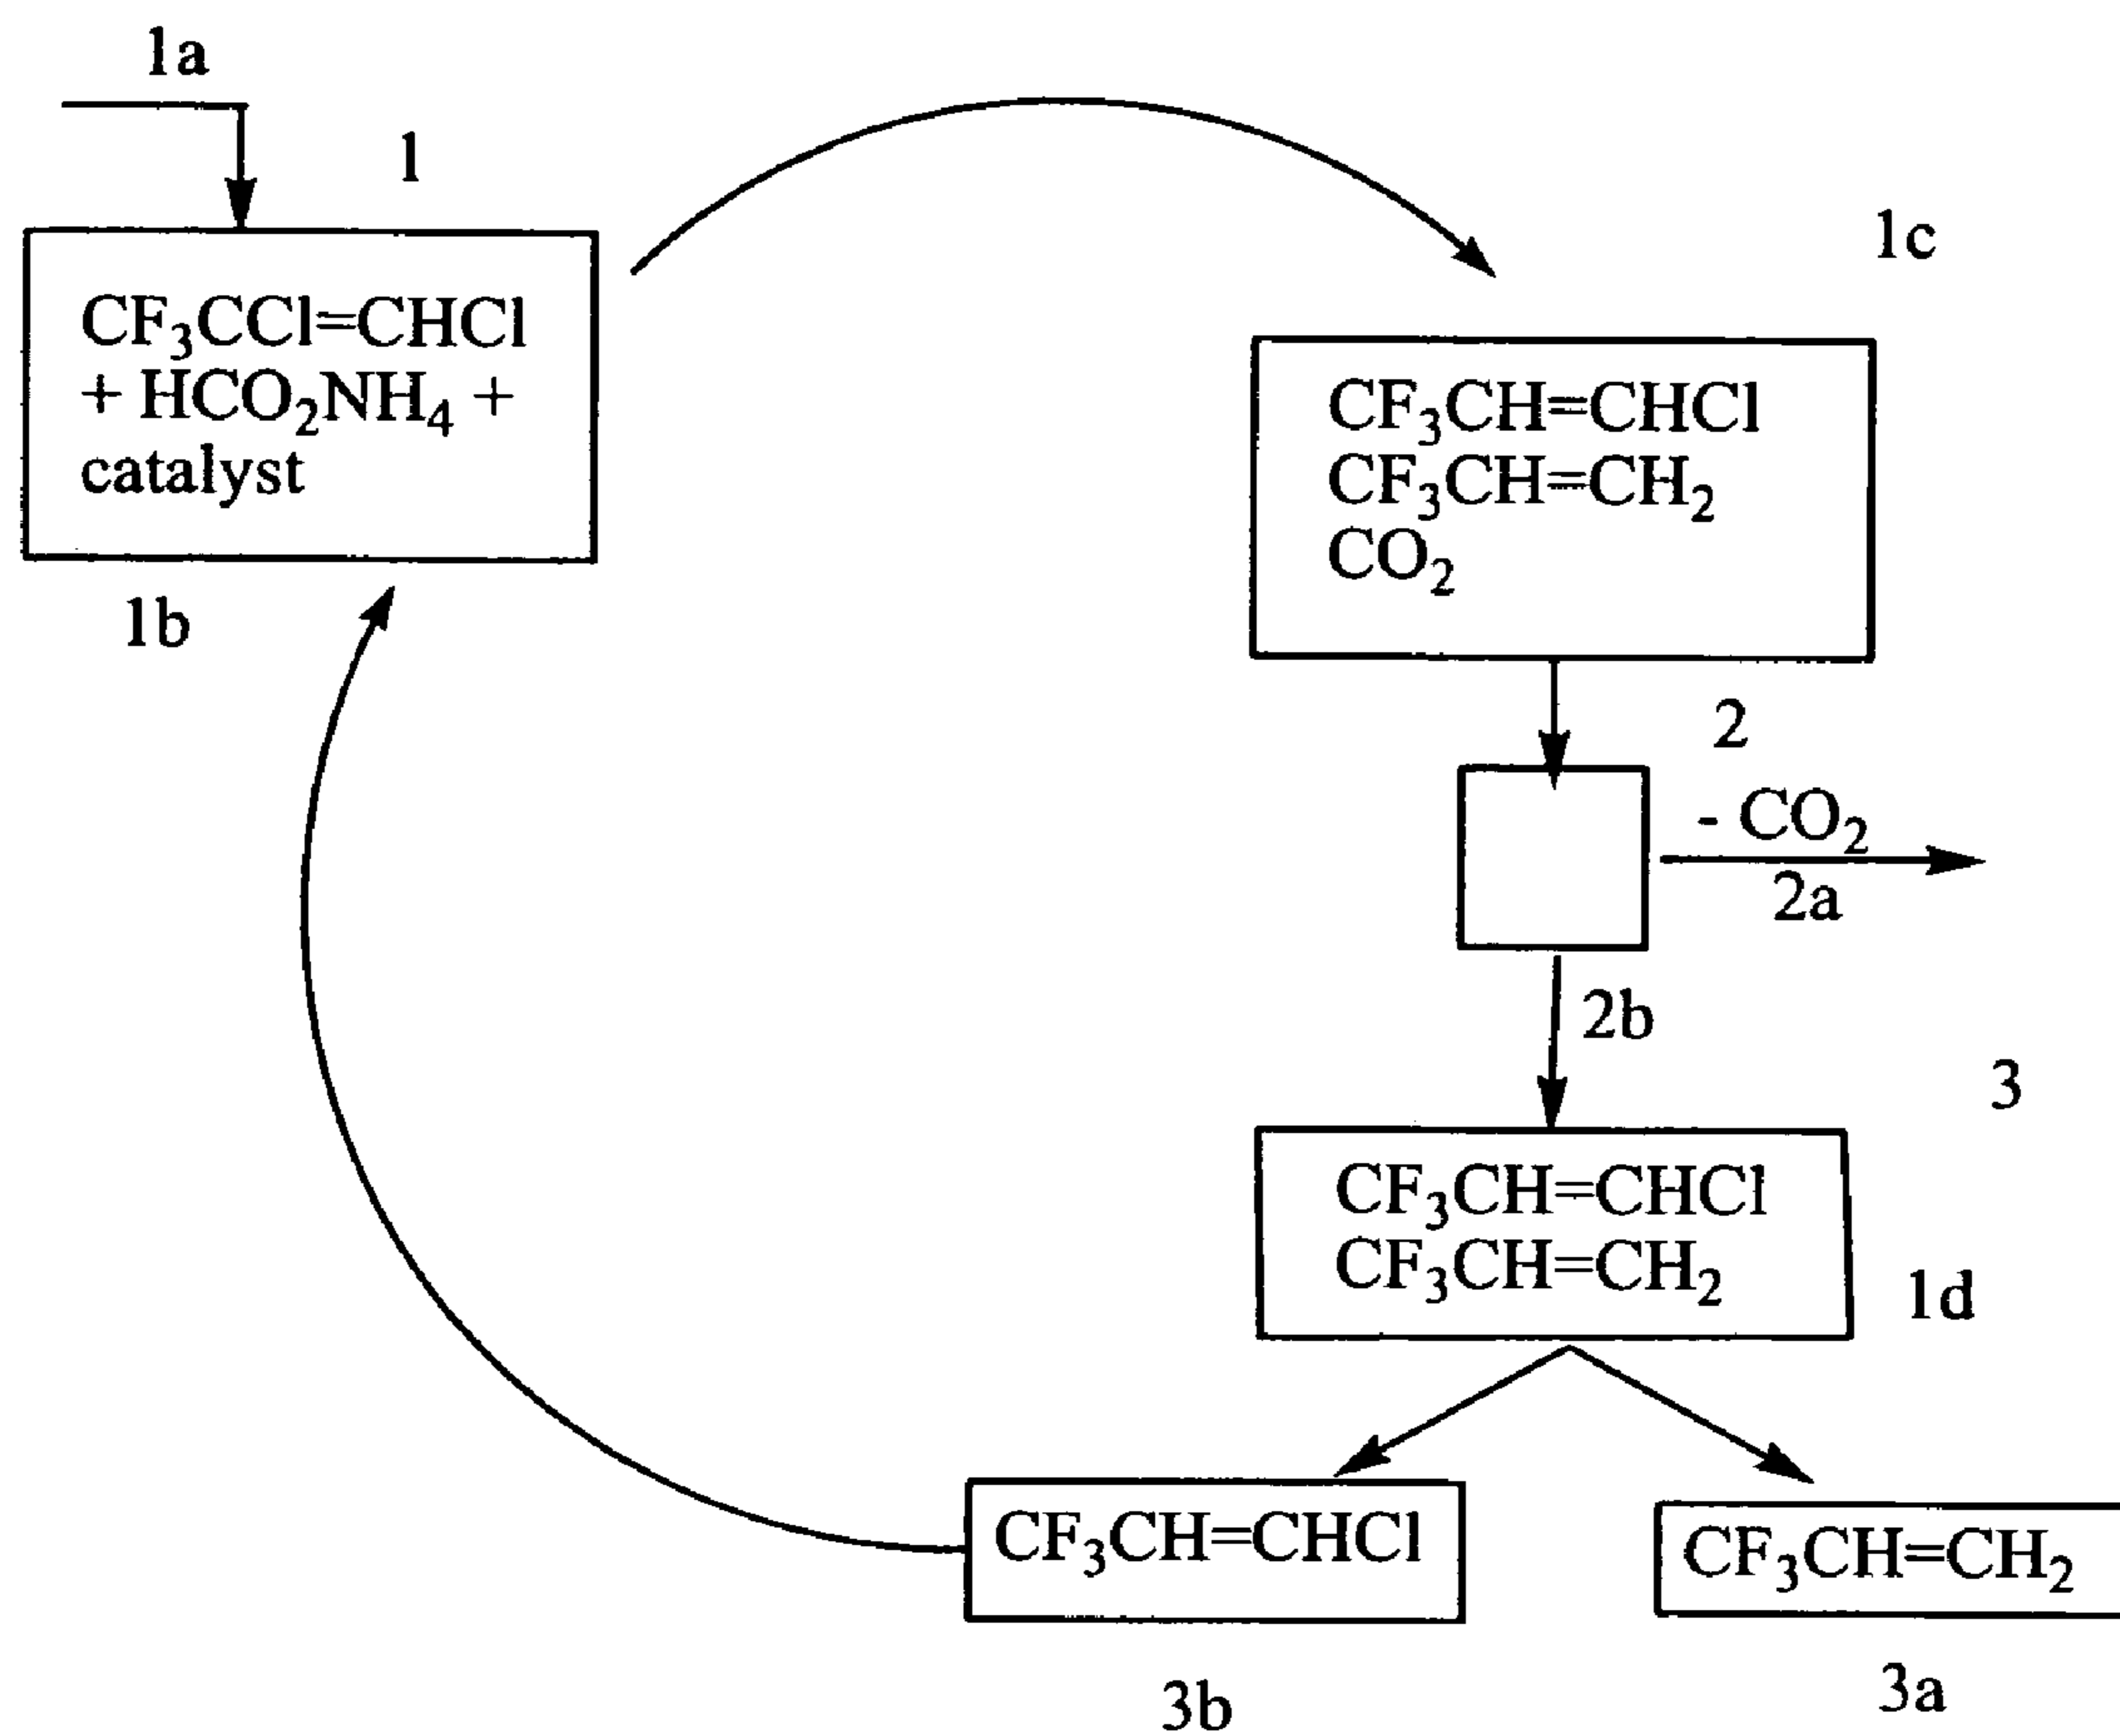 1a
1
CF₃CCl=CHCl
+ HCO₂NH₄ +
catalyst
1b
1c
CF₃CH=CHCl
CF₃CH=CH₂
CO₂
2
- CO₂
2a
2b
3
CF₃CH=CHCl
CF₃CH=CH₂
1d
CF₃CH=CHCl
CF₃CH=CH₂
3b
3a